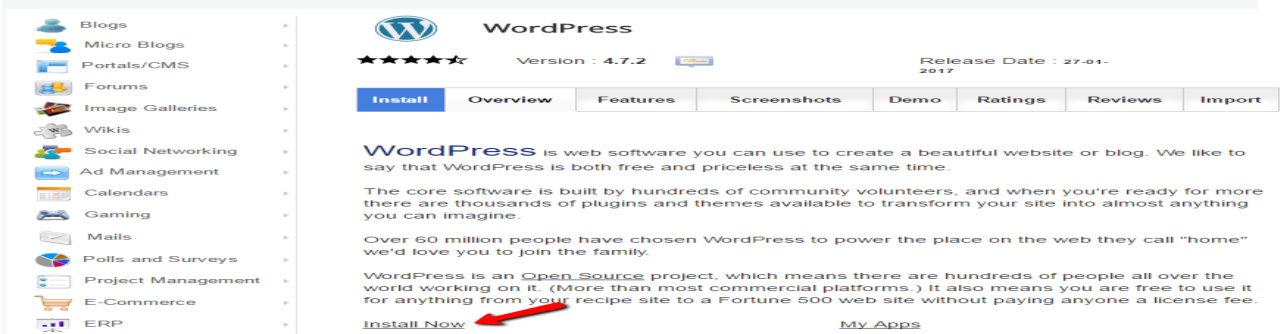 Blogs
Micro Blogs
Portals/CMS
Forums
Image Galleries
Wikis
Social Networking
Ad Management
Calendars
Gaming
Mails
Polls and Surveys
Project Management
E-Commerce
ERP
WordPress
Version : 4.7.2
Release Date : 27-01-
2017
Install Overview Features Screenshots Demo Ratings Reviews Import
WordPress is web software you can use to create a beautiful website or blog. We like to
say that WordPress is both free and priceless at the same time.
The core software is built by hundreds of community volunteers, and when you're ready for more
there are thousands of plugins and themes available to transform your site into almost anything
you can imagine.
Over 60 million people have chosen WordPress to power the place on the web they call "home"
we'd love you to join the family.
WordPress is an Open Source project, which means there are hundreds of people all over the
world working on it. (More than most commercial platforms.) It also means you are free to use it
for anything from your recipe site to a Fortune 500 web site without paying anyone a license fee.
Install Now My Apps